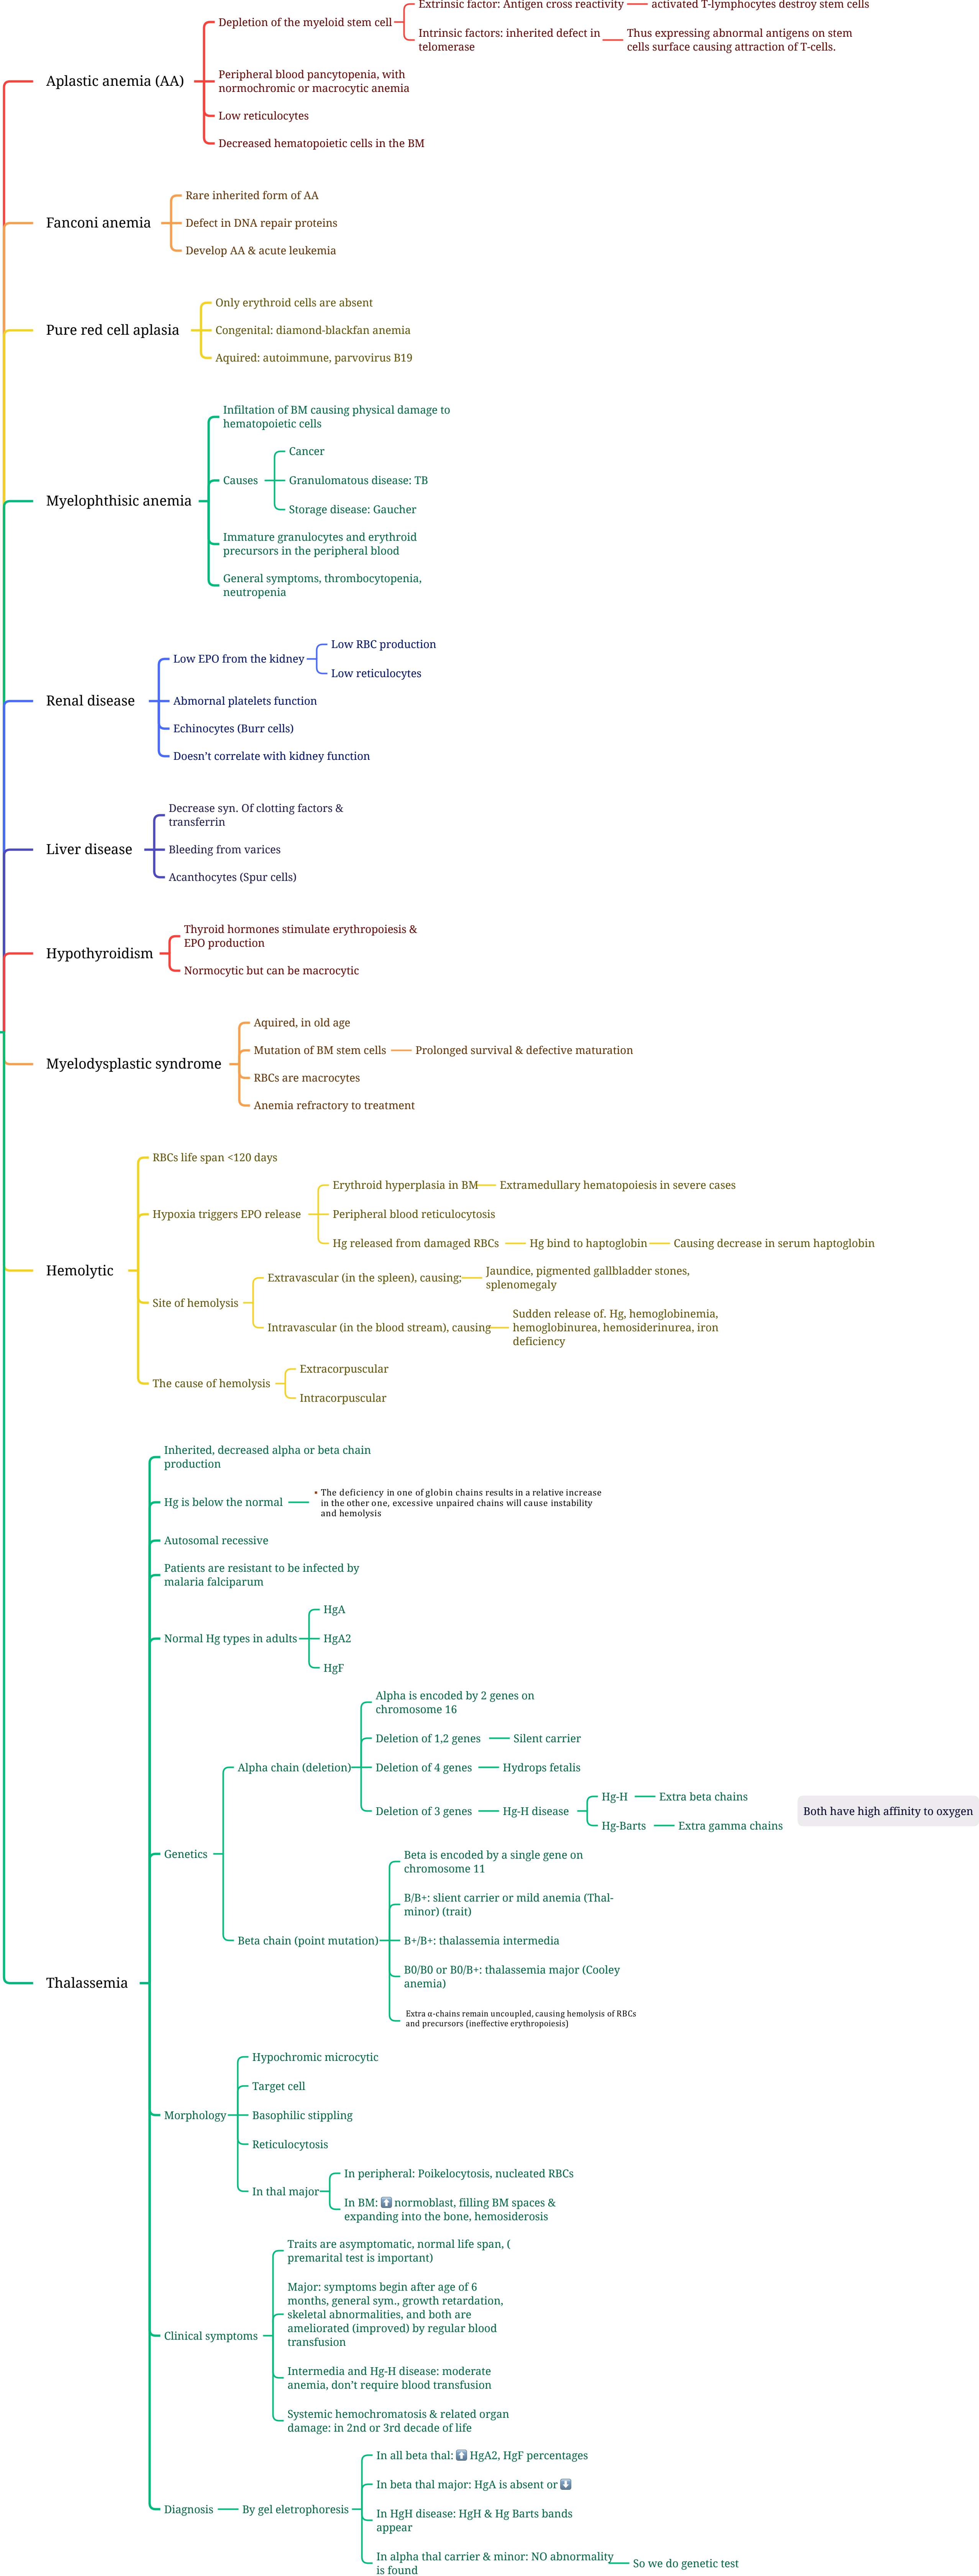 Extrinsic factor: Antigen cross reactivity
activated T-lymphocytes destroy stem cells
Depletion of the myeloid stem cell
Intrinsic factors: inherited defect in
telomerase
Thus expressing abnormal antigens on stem
cells surface causing attraction of T-cells.
Aplastic anemia (AA)
Peripheral blood pancytopenia, with
normochromic or macrocytic anemia
Low reticulocytes
Decreased hematopoietic cells in the BM
Rare inherited form of AA
Fanconi anemia
Defect in DNA repair proteins
Develop AA & acute leukemia
Only erythroid cells are absent
Pure red cell aplasia
Congenital: diamond-blackfan anemia
Aquired: autoimmune, parvovirus B19
Infiltation of BM causing physical damage to
hematopoietic cells
Cancer
Myelophthisic anemia
Causes
Granulomatous disease: TB
Storage disease: Gaucher
Immature granulocytes and erythroid
precursors in the peripheral blood
General symptoms, thrombocytopenia,
neutropenia
Low RBC production
Low EPO from the kidney
Low reticulocytes
Renal disease
Abmornal platelets function
Echinocytes (Burr cells)
Doesn't correlate with kidney function
Decrease syn. Of clotting factors &
transferrin
Liver disease
Bleeding from varices
Acanthocytes (Spur cells)
Thyroid hormones stimulate erythropoiesis &
EPO production
Hypothyroidism
Normocytic but can be macrocytic
Aquired, in old age
Mutation of BM stem cells
Prolonged survival & defective maturation
Myelodysplastic syndrome
RBCs are macrocytes
Anemia refractory to treatment
RBCs life span <120 days
Erythroid hyperplasia in BM
Extramedullary hematopoiesis in severe cases
Hypoxia triggers EPO release
Peripheral blood reticulocytosis
Hg released from damaged RBCs
Hg bind to haptoglobin
Causing decrease in serum haptoglobin
Hemolytic
Extravascular (in the spleen), causing;
Jaundice, pigmented gallbladder stones,
splenomegaly
Site of hemolysis
Intravascular (in the blood stream), causing
Sudden release of. Hg, hemoglobinemia,
hemoglobinurea, hemosiderinurea, iron
deficiency
The cause of hemolysis
Extracorpuscular
Intracorpuscular
Inherited, decreased alpha or beta chain
production
Hg is below the normal
• The deficiency in one of globin chains results in a relative increase
in the other one, excessive unpaired chains will cause instability
and hemolysis
Autosomal recessive
Patients are resistant to be infected by
malaria falciparum
Normal Hg types in adults
HgA
HgA2
HgF
Alpha is encoded by 2 genes on
chromosome 16
Deletion of 1,2 genes
Silent carrier
Alpha chain (deletion)
Deletion of 4 genes
Hydrops fetalis
Deletion of 3 genes
Hg-H disease
Hg-H
Extra beta chains
Hg-Barts
Extra gamma chains
Both have high affinity to oxygen
Genetics
Beta is encoded by a single gene on
chromosome 11
B/B+: slient carrier or mild anemia (Thal-
minor) (trait)
Beta chain (point mutation)
B+/B+: thalassemia intermedia
B0/B0 or B0/B+: thalassemia major (Cooley
anemia)
Extra α-chains remain uncoupled, causing hemolysis of RBCs
and precursors (ineffective erythropoiesis)
Thalassemia
Hypochromic microcytic
Target cell
Morphology
Basophilic stippling
Reticulocytosis
In thal major
In peripheral: Poikelocytosis, nucleated RBCs
In BM: ⬆️ normoblast, filling BM spaces &
expanding into the bone, hemosiderosis
Traits are asymptomatic, normal life span, (
premarital test is important)
Clinical symptoms
Major: symptoms begin after age of 6
months, general sym., growth retardation,
skeletal abnormalities, and both are
ameliorated (improved) by regular blood
transfusion
Intermedia and Hg-H disease: moderate
anemia, don't require blood transfusion
Systemic hemochromatosis & related organ
damage: in 2nd or 3rd decade of life
In all beta thal: ⬆️ HgA2, HgF percentages
In beta thal major: HgA is absent or ⬇️
Diagnosis
By gel eletrophoresis
In HgH disease: HgH & Hg Barts bands
appear
In alpha thal carrier & minor: NO abnormality
is found
So we do genetic test